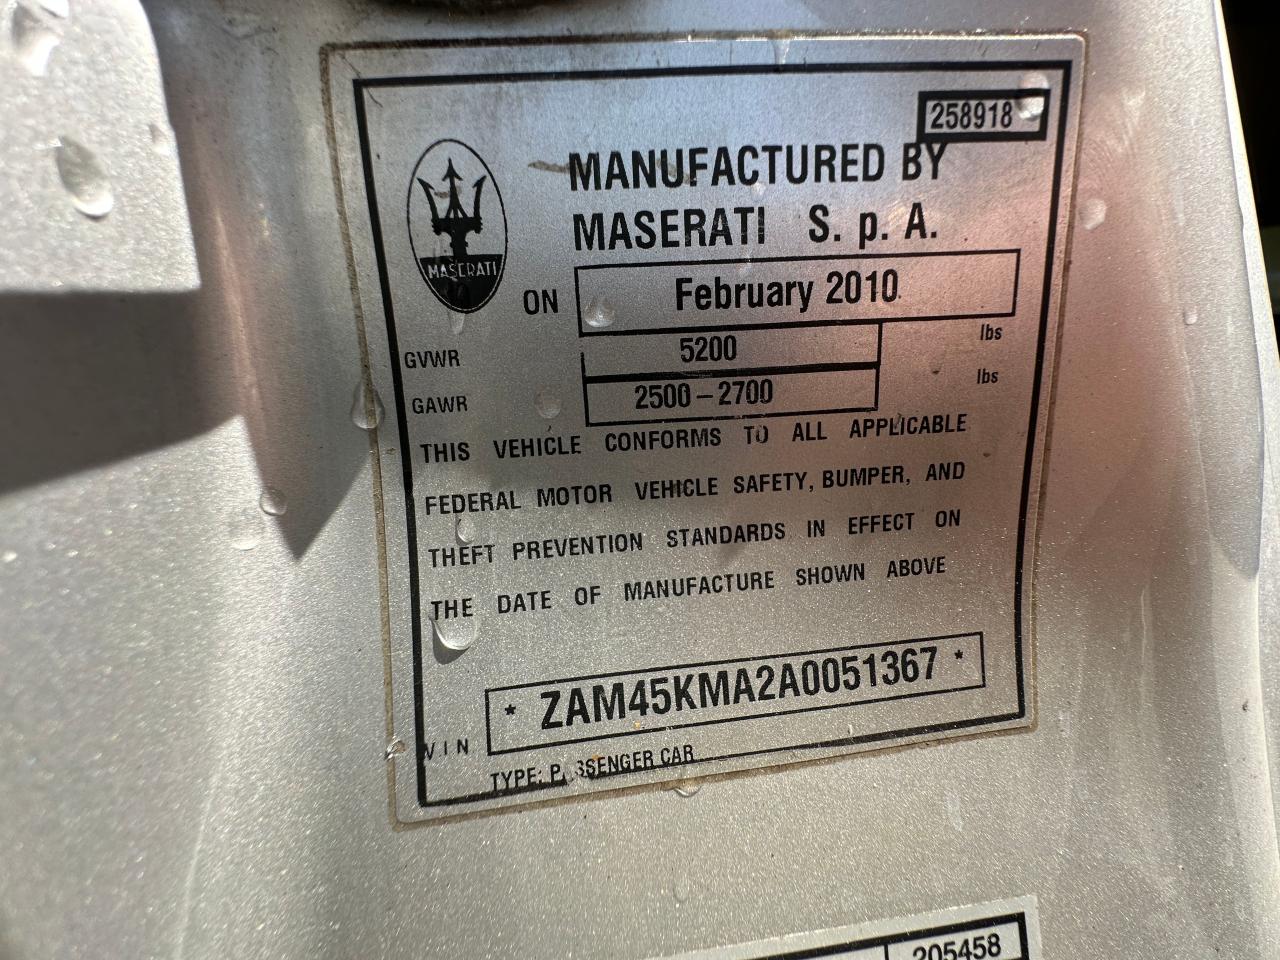 258918
MANUFACTURED BY
MASERATI S. p. A.
MASERATI
ON February 2010
GVWR 5200 lbs
GAWR 2500-2700 lbs
THIS VEHICLE CONFORMS TO ALL APPLICABLE
FEDERAL MOTOR VEHICLE SAFETY, BUMPER, AND
THEFT PREVENTION STANDARDS IN EFFECT ON
THE DATE OF MANUFACTURE SHOWN ABOVE
VIN * ZAM45KMA2A0051367 *
TYPE: PASSENGER CAR
205458